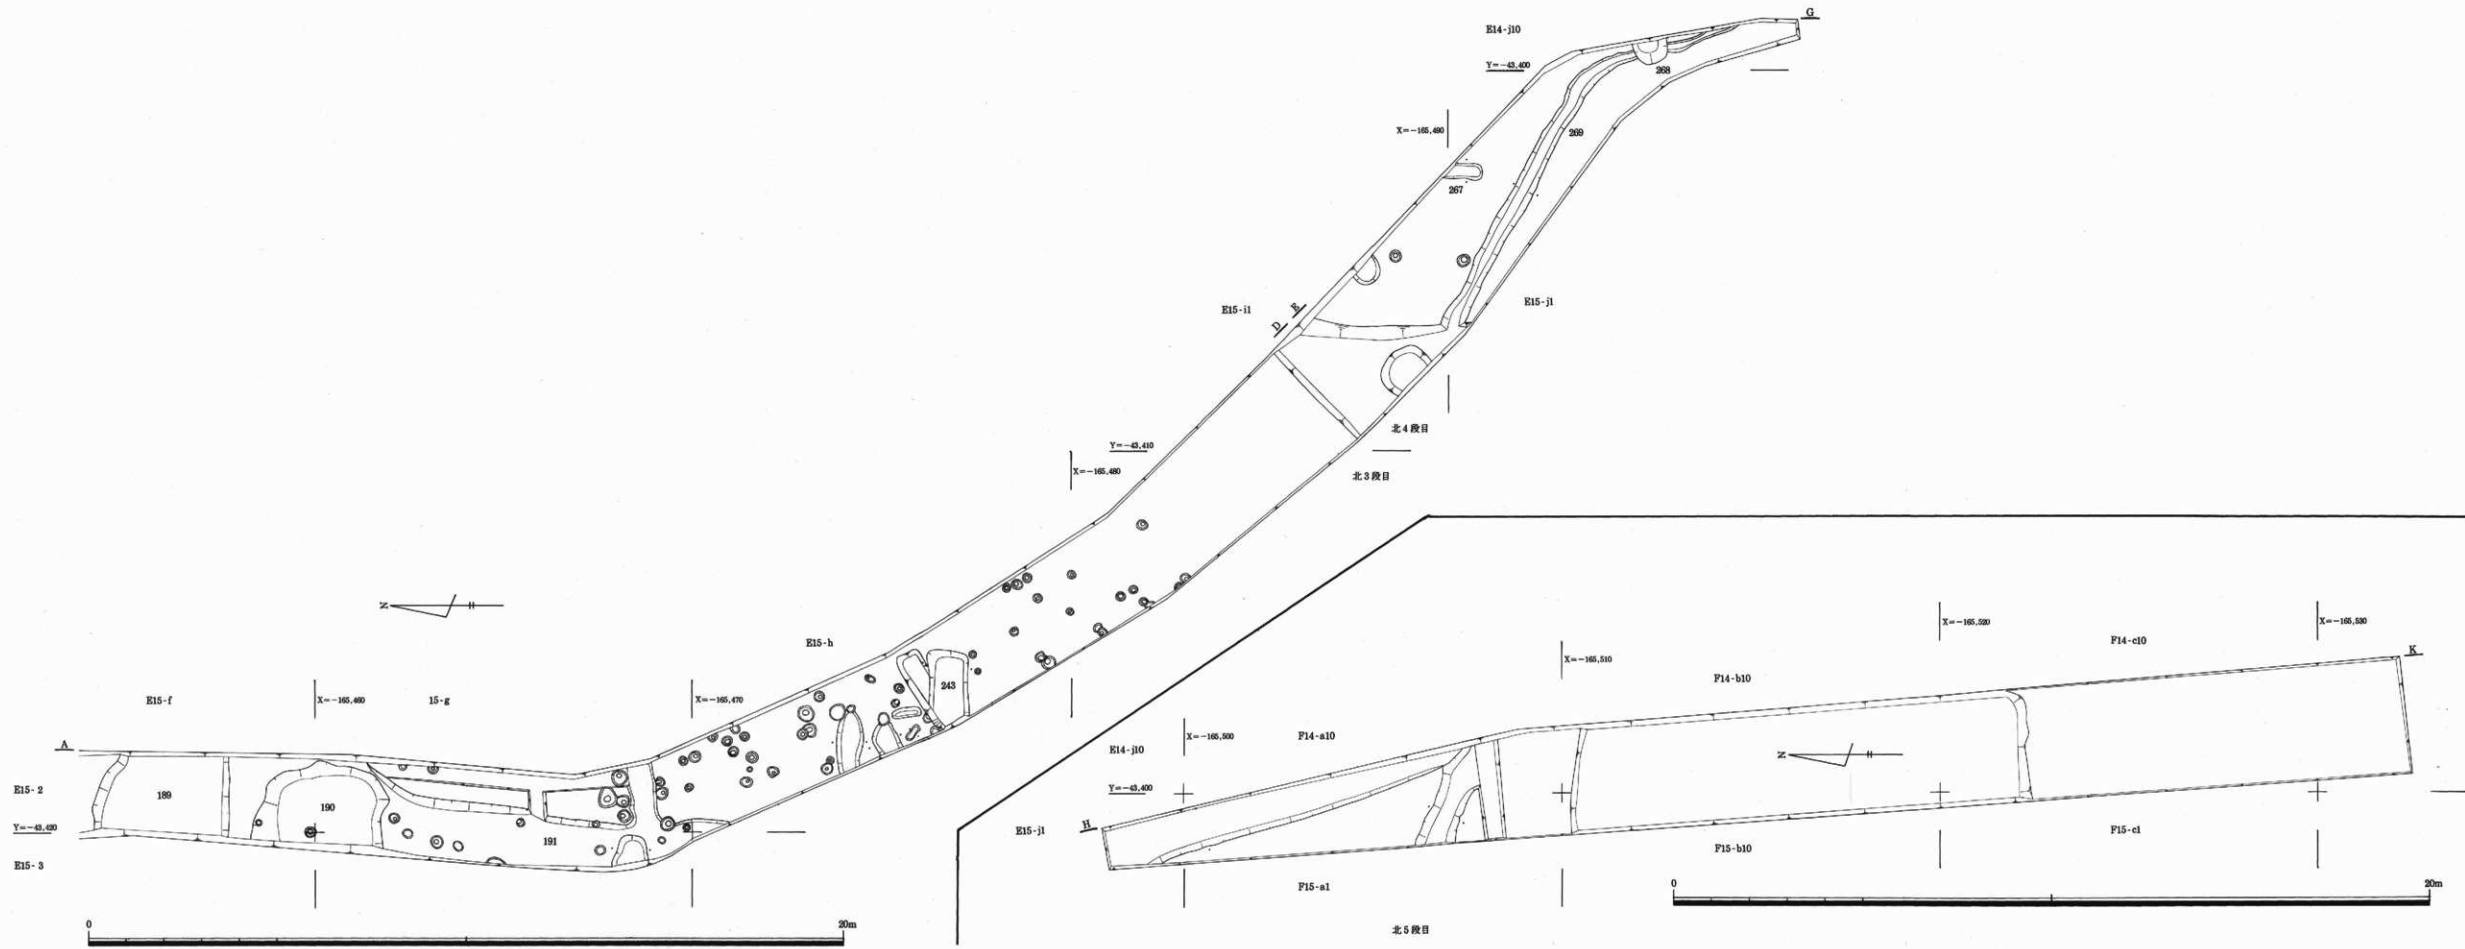 E14-j10
G
Y=-43,400
268
X=-165,490
269
267
E15-i1
D
E
E15-j1
北4段目
Y=-43,410
X=-165,480
北3段目
N
E15-h
243
E15-f
X=-165,460
15-g
X=-165,470
A
E15-2
189
190
Y=-43,420
191
E15-3
0
20m
X=-165,520
X=-165,530
F14-c10
K
X=-165,510
F14-b10
E14-j10
X=-165,500
F14-a10
N
Y=-43,400
E15-j1
H
F15-b10
F15-c1
F15-a1
0
20m
北5段目